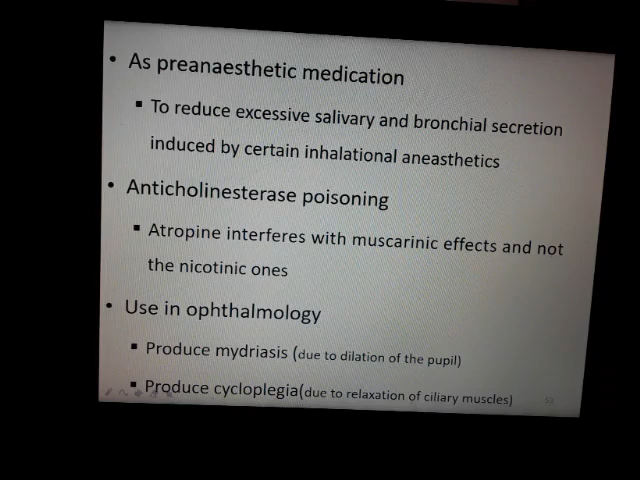 • As preanaesthetic medication
▪ To reduce excessive salivary and bronchial secretion
induced by certain inhalational aneasthetics
• Anticholinesterase poisoning
▪ Atropine interferes with muscarinic effects and not
the nicotinic ones
• Use in ophthalmology
▪ Produce mydriasis (due to dilation of the pupil)
▪ Produce cycloplegia(due to relaxation of ciliary muscles)